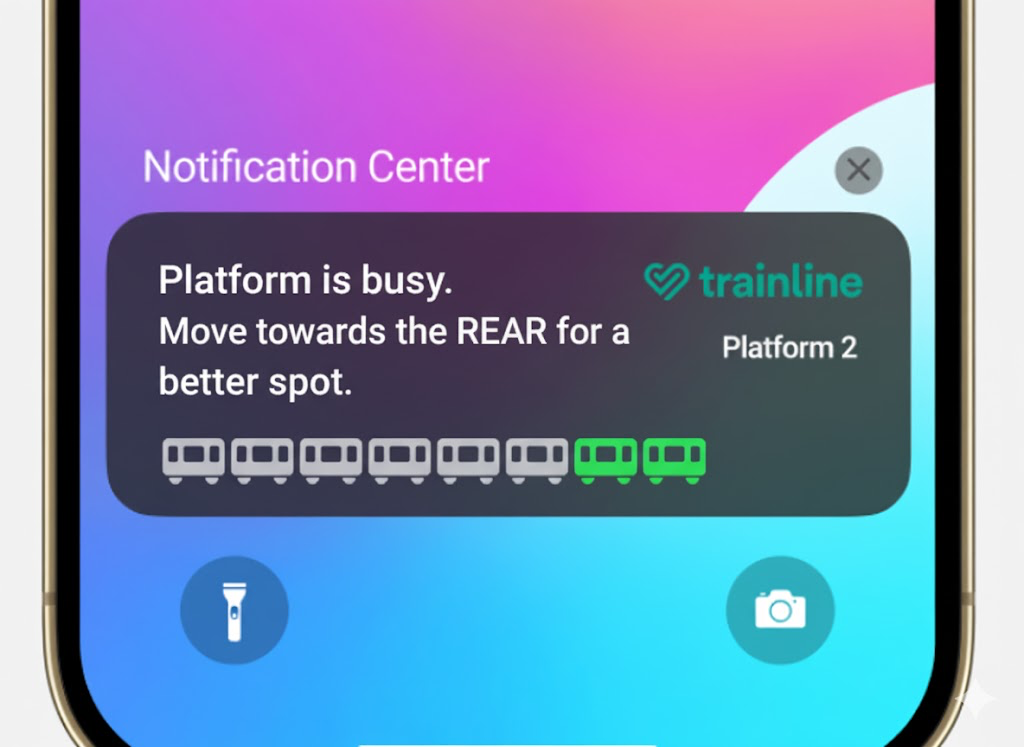 Notification Center
Platform is busy.
Move towards the REAR for a
better spot.
trainline
Platform 2